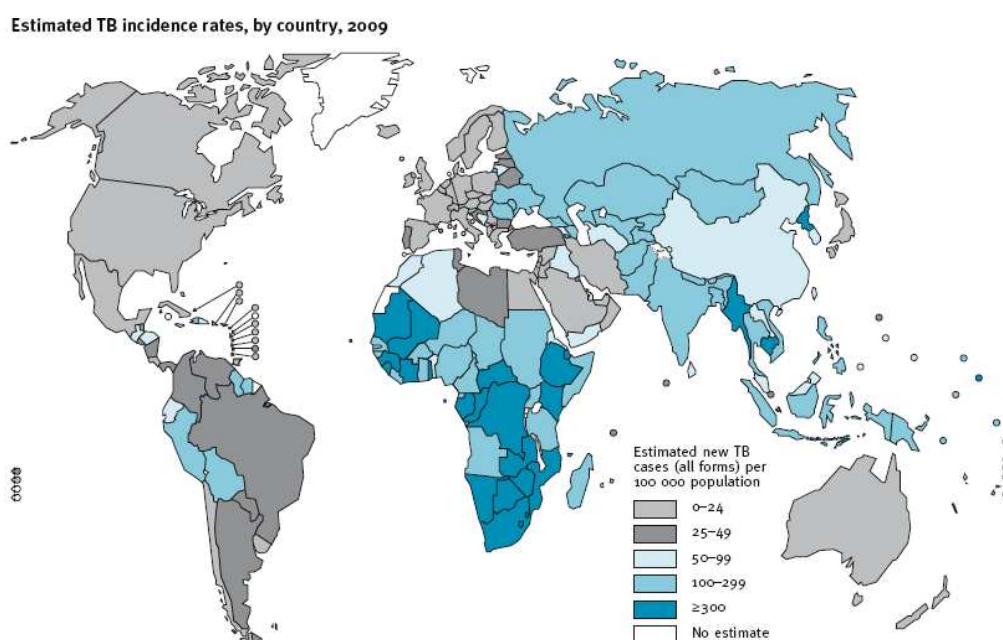 Estimated TB incidence rates, by country, 2009
Estimated new TB
cases (all forms) per
100 000 population
0–24
25–49
50–99
100–299
≥300
No estimate